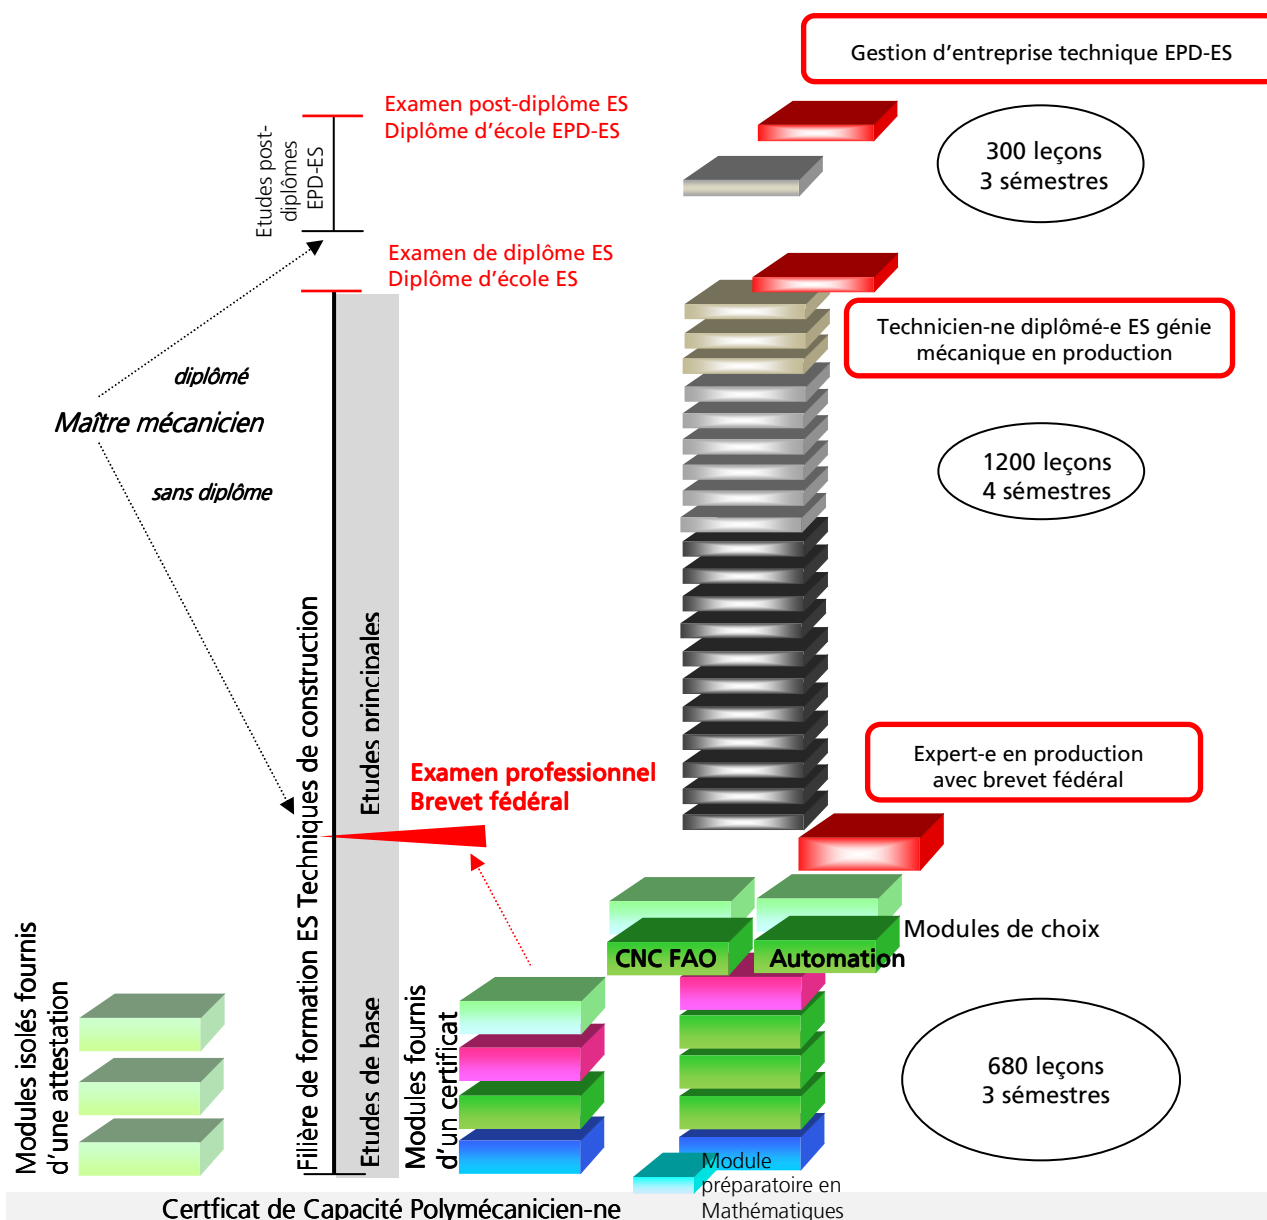 Gestion d'entreprise technique EPD-ES
Examen post-diplôme ES
Diplôme d'école EPD-ES
Etudes post-
diplômes
EPD-ES
300 leçons
3 sémestres
Examen de diplôme ES
Diplôme d'école ES
Technicien-ne diplômé-e ES génie
mécanique en production
diplômé
Maître mécanicien
sans diplôme
1200 leçons
4 sémestres
Filière de formation ES Techniques de construction
Etudes principales
Expert-e en production
avec brevet fédéral
Examen professionnel
Brevet fédéral
Modules de choix
CNC FAO
Automation
Modules isolés fournis
d'une attestation
Etudes de base
Modules fournis
d'un certificat
680 leçons
3 sémestres
Module
préparatoire en
Mathématiques
Certficat de Capacité Polymécanicien-ne